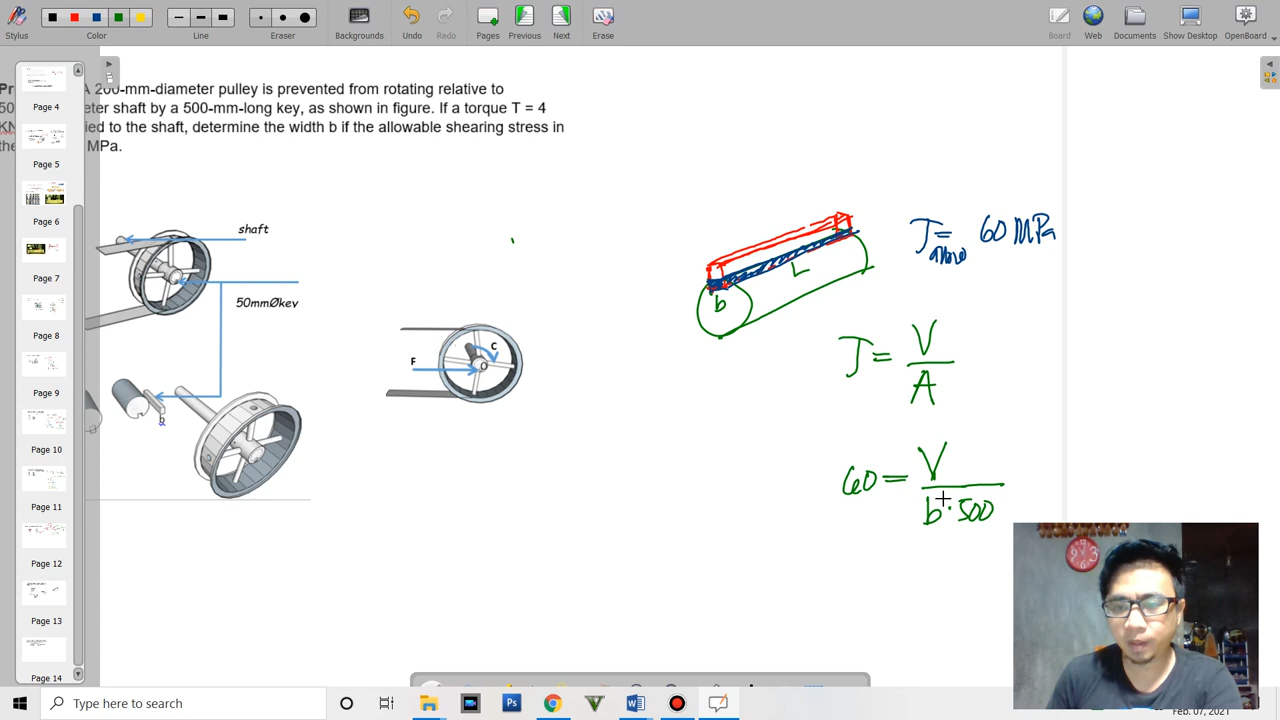 Stylus
Color
Line
Eraser
Backgrounds
Undo
Redo
Pages
Previous
Next
Erase
Board
Web
Documents
Show Desktop
OpenBoard
Page 4
Page 5
Page 6
Page 7
Page 8
Page 9
Page 10
Page 11
Page 12
Page 13
Page 14
A 200-mm-diameter pulley is prevented from rotating relative to
shaft by a 500-mm-long key, as shown in figure. If a torque T = 4
to the shaft, determine the width b if the allowable shearing stress in
MPa.
shaft
50mmØkey
b
F
C
O
b
L
τallow = 60 MPa
τ = V
A
60 = V
b·500
Type here to search
Feb. 07, 2021